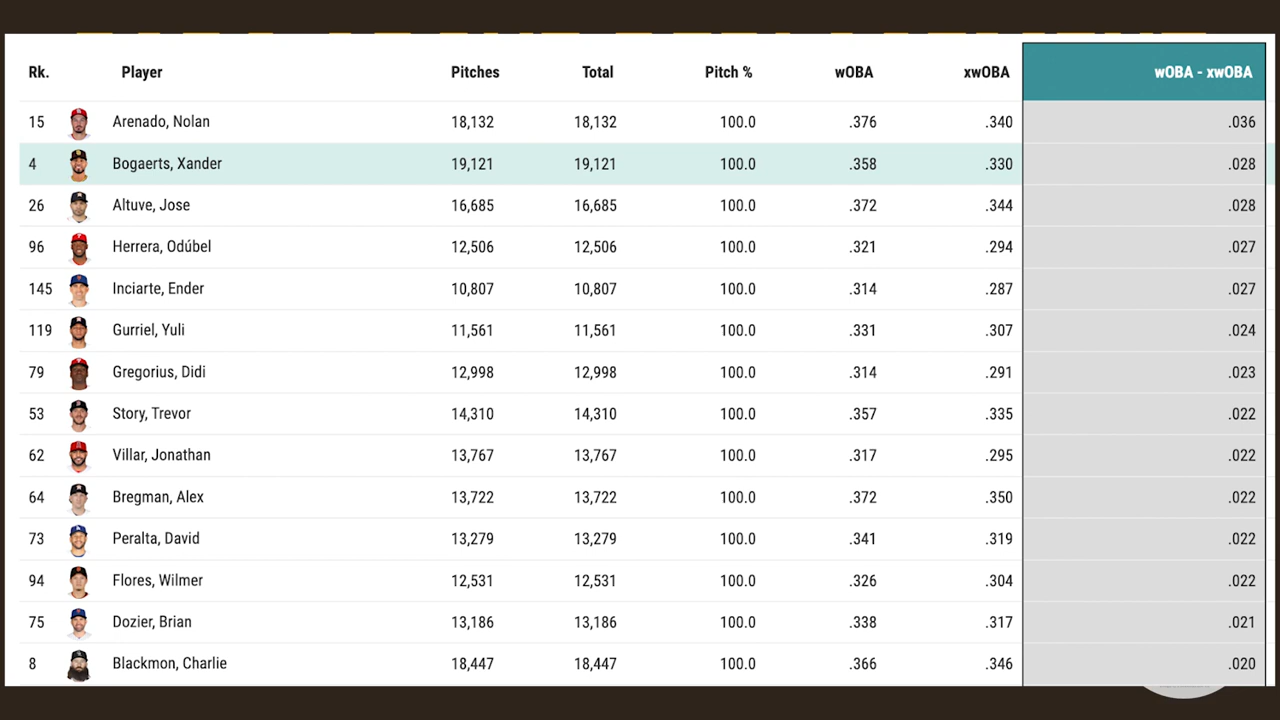 Rk. Player Pitches Total Pitch % wOBA xwOBA wOBA - xwOBA
15 Arenado, Nolan 18,132 18,132 100.0 .376 .340 .036
4 Bogaerts, Xander 19,121 19,121 100.0 .358 .330 .028
26 Altuve, Jose 16,685 16,685 100.0 .372 .344 .028
96 Herrera, Odúbel 12,506 12,506 100.0 .321 .294 .027
145 Inciarte, Ender 10,807 10,807 100.0 .314 .287 .027
119 Gurriel, Yuli 11,561 11,561 100.0 .331 .307 .024
79 Gregorius, Didi 12,998 12,998 100.0 .314 .291 .023
53 Story, Trevor 14,310 14,310 100.0 .357 .335 .022
62 Villar, Jonathan 13,767 13,767 100.0 .317 .295 .022
64 Bregman, Alex 13,722 13,722 100.0 .372 .350 .022
73 Peralta, David 13,279 13,279 100.0 .341 .319 .022
94 Flores, Wilmer 12,531 12,531 100.0 .326 .304 .022
75 Dozier, Brian 13,186 13,186 100.0 .338 .317 .021
8 Blackmon, Charlie 18,447 18,447 100.0 .366 .346 .020